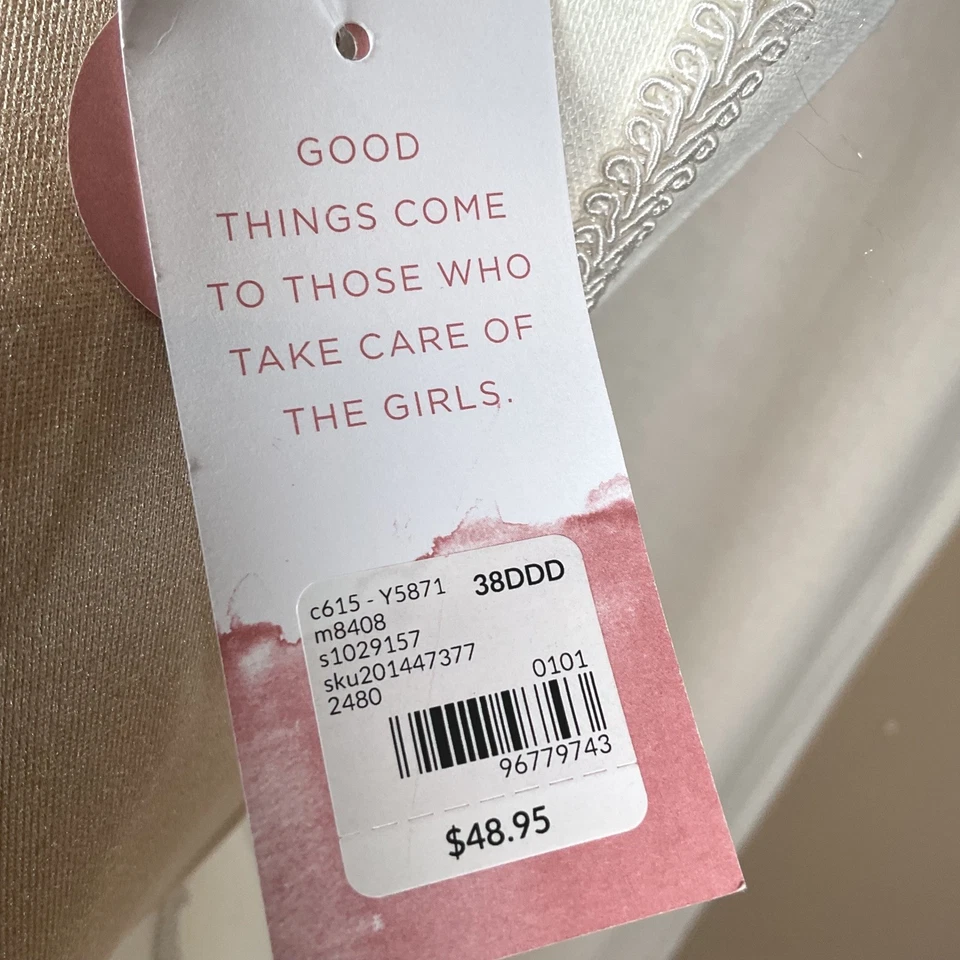 GOOD
THINGS COME
TO THOSE WHO
TAKE CARE OF
THE GIRLS.
c615 - Y5871 38DDD
m8408
s1029157
sku201447377
2480 0101
96779743
$48.95